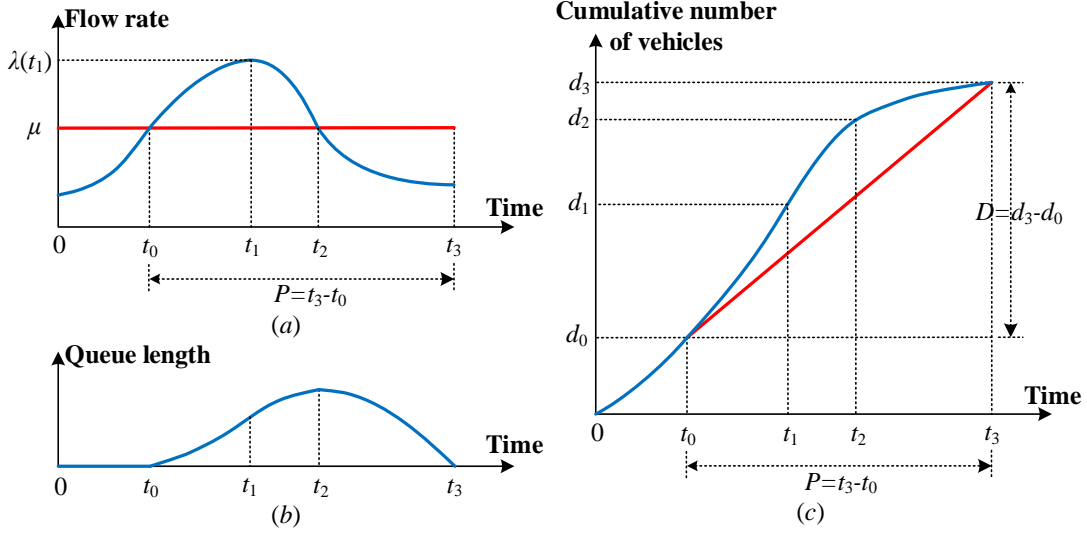 Flow rate
λ(t1)
μ
Time
0
t0
t1
t2
t3
P=t3-t0
(a)
Queue length
Time
0
t0
t1
t2
t3
(b)
Cumulative number
of vehicles
d3
d2
d1
D=d3-d0
d0
Time
0
t0
t1
t2
t3
P=t3-t0
(c)